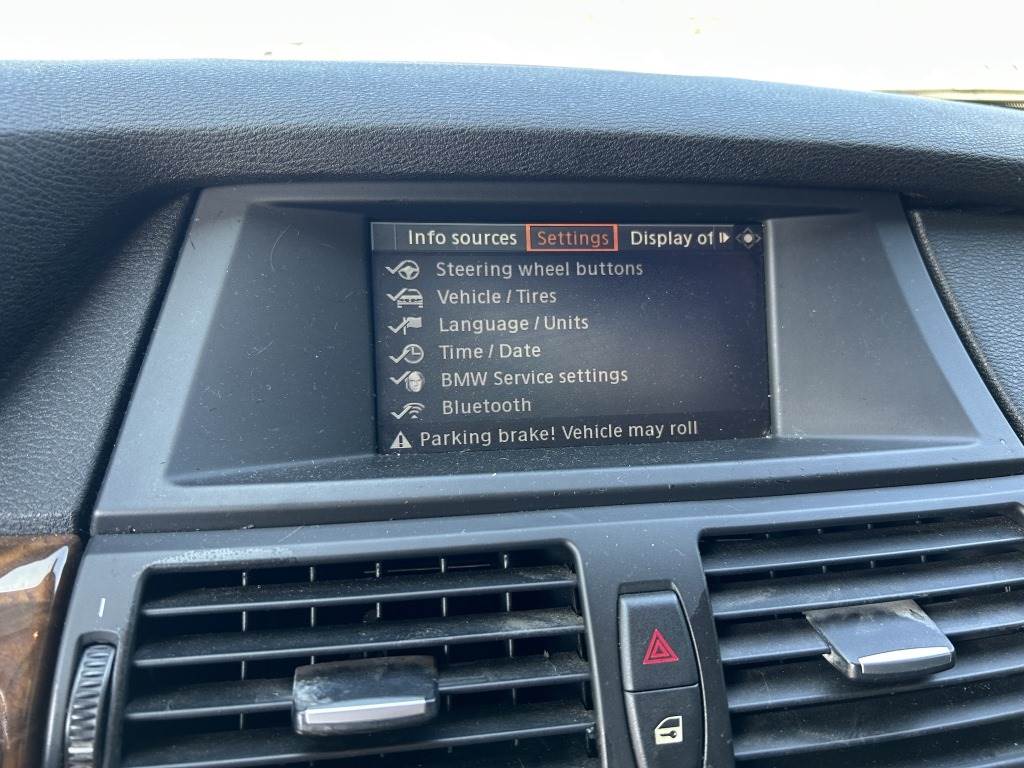 Info sources Settings Display of
Steering wheel buttons
Vehicle / Tires
Language / Units
Time / Date
BMW Service settings
Bluetooth
Parking brake! Vehicle may roll